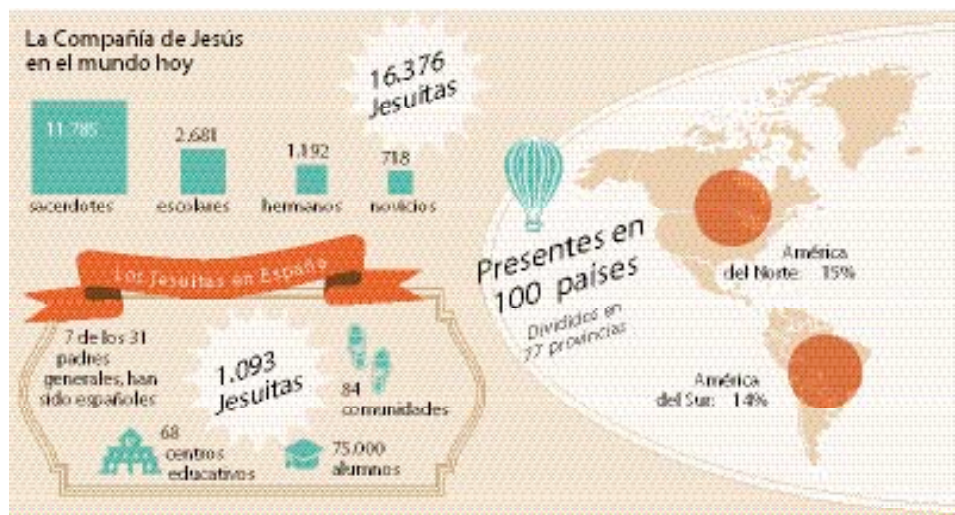 La Compañía de Jesús
en el mundo hoy
16.376
Jesuitas
11.785
sacerdotes
2.681
escolares
1.192
hermanos
718
novicios
Los Jesuitas en España
7 de los 31
padres
generales, han
sido españoles
1.093
Jesuitas
84
comunidades
68
centros
educativos
75.000
alumnos
Presentes en
100 países
Divididos en
77 provincias
América
del Norte: 15%
América
del Sur: 14%